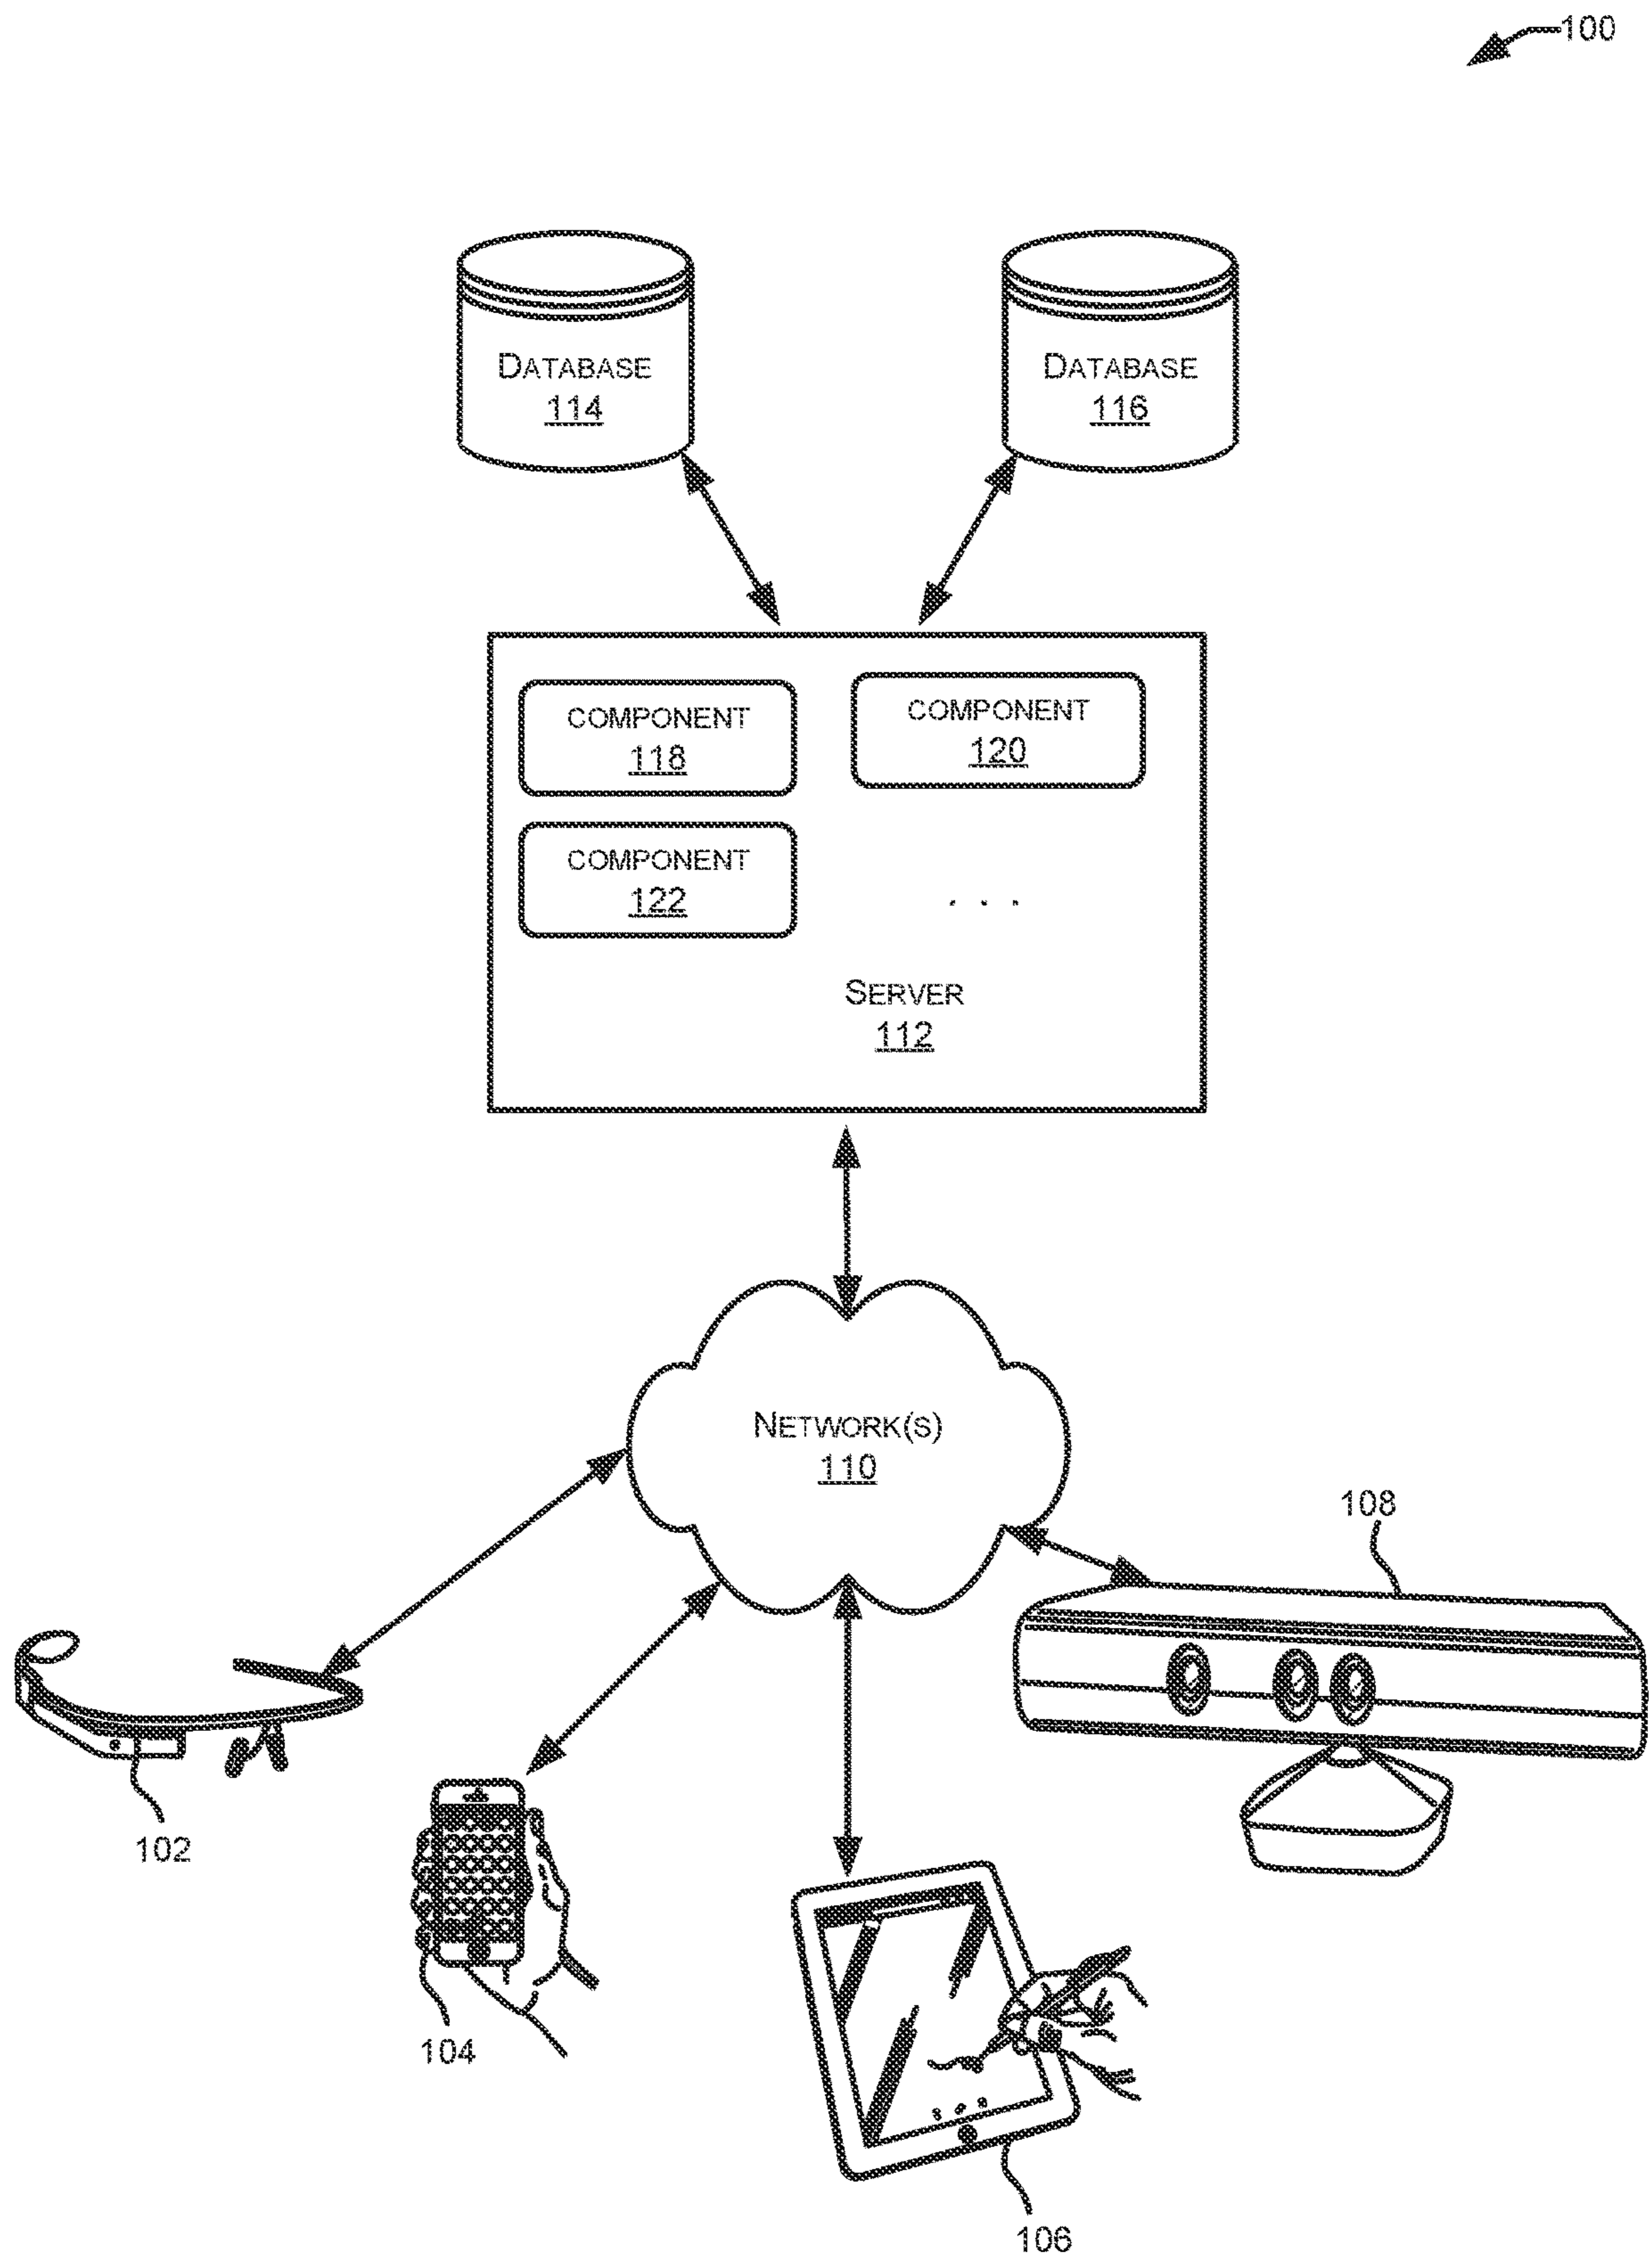 100
DATABASE
114
DATABASE
116
COMPONENT
118
COMPONENT
120
COMPONENT
122
. . .
SERVER
112
NETWORK(S)
110
108
102
104
106